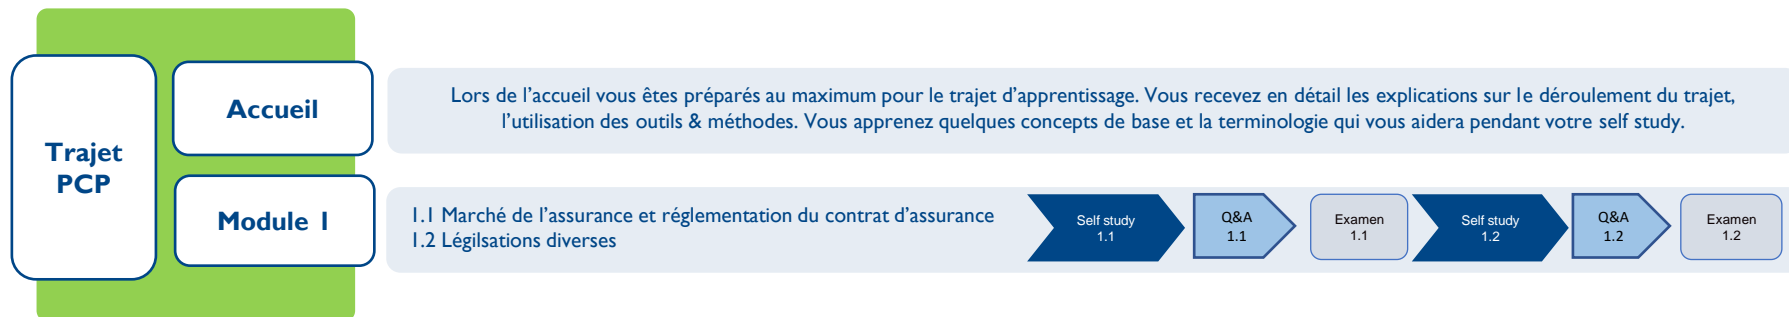 Trajet
PCP
Accueil
Lors de l'accueil vous êtes préparés au maximum pour le trajet d'apprentissage. Vous recevez en détail les explications sur le déroulement du trajet,
l'utilisation des outils & méthodes. Vous apprenez quelques concepts de base et la terminologie qui vous aidera pendant votre self study.
Module 1
1.1 Marché de l'assurance et réglementation du contrat d'assurance
1.2 Légilsations diverses
Self study
1.1
Q&A
1.1
Examen
1.1
Self study
1.2
Q&A
1.2
Examen
1.2